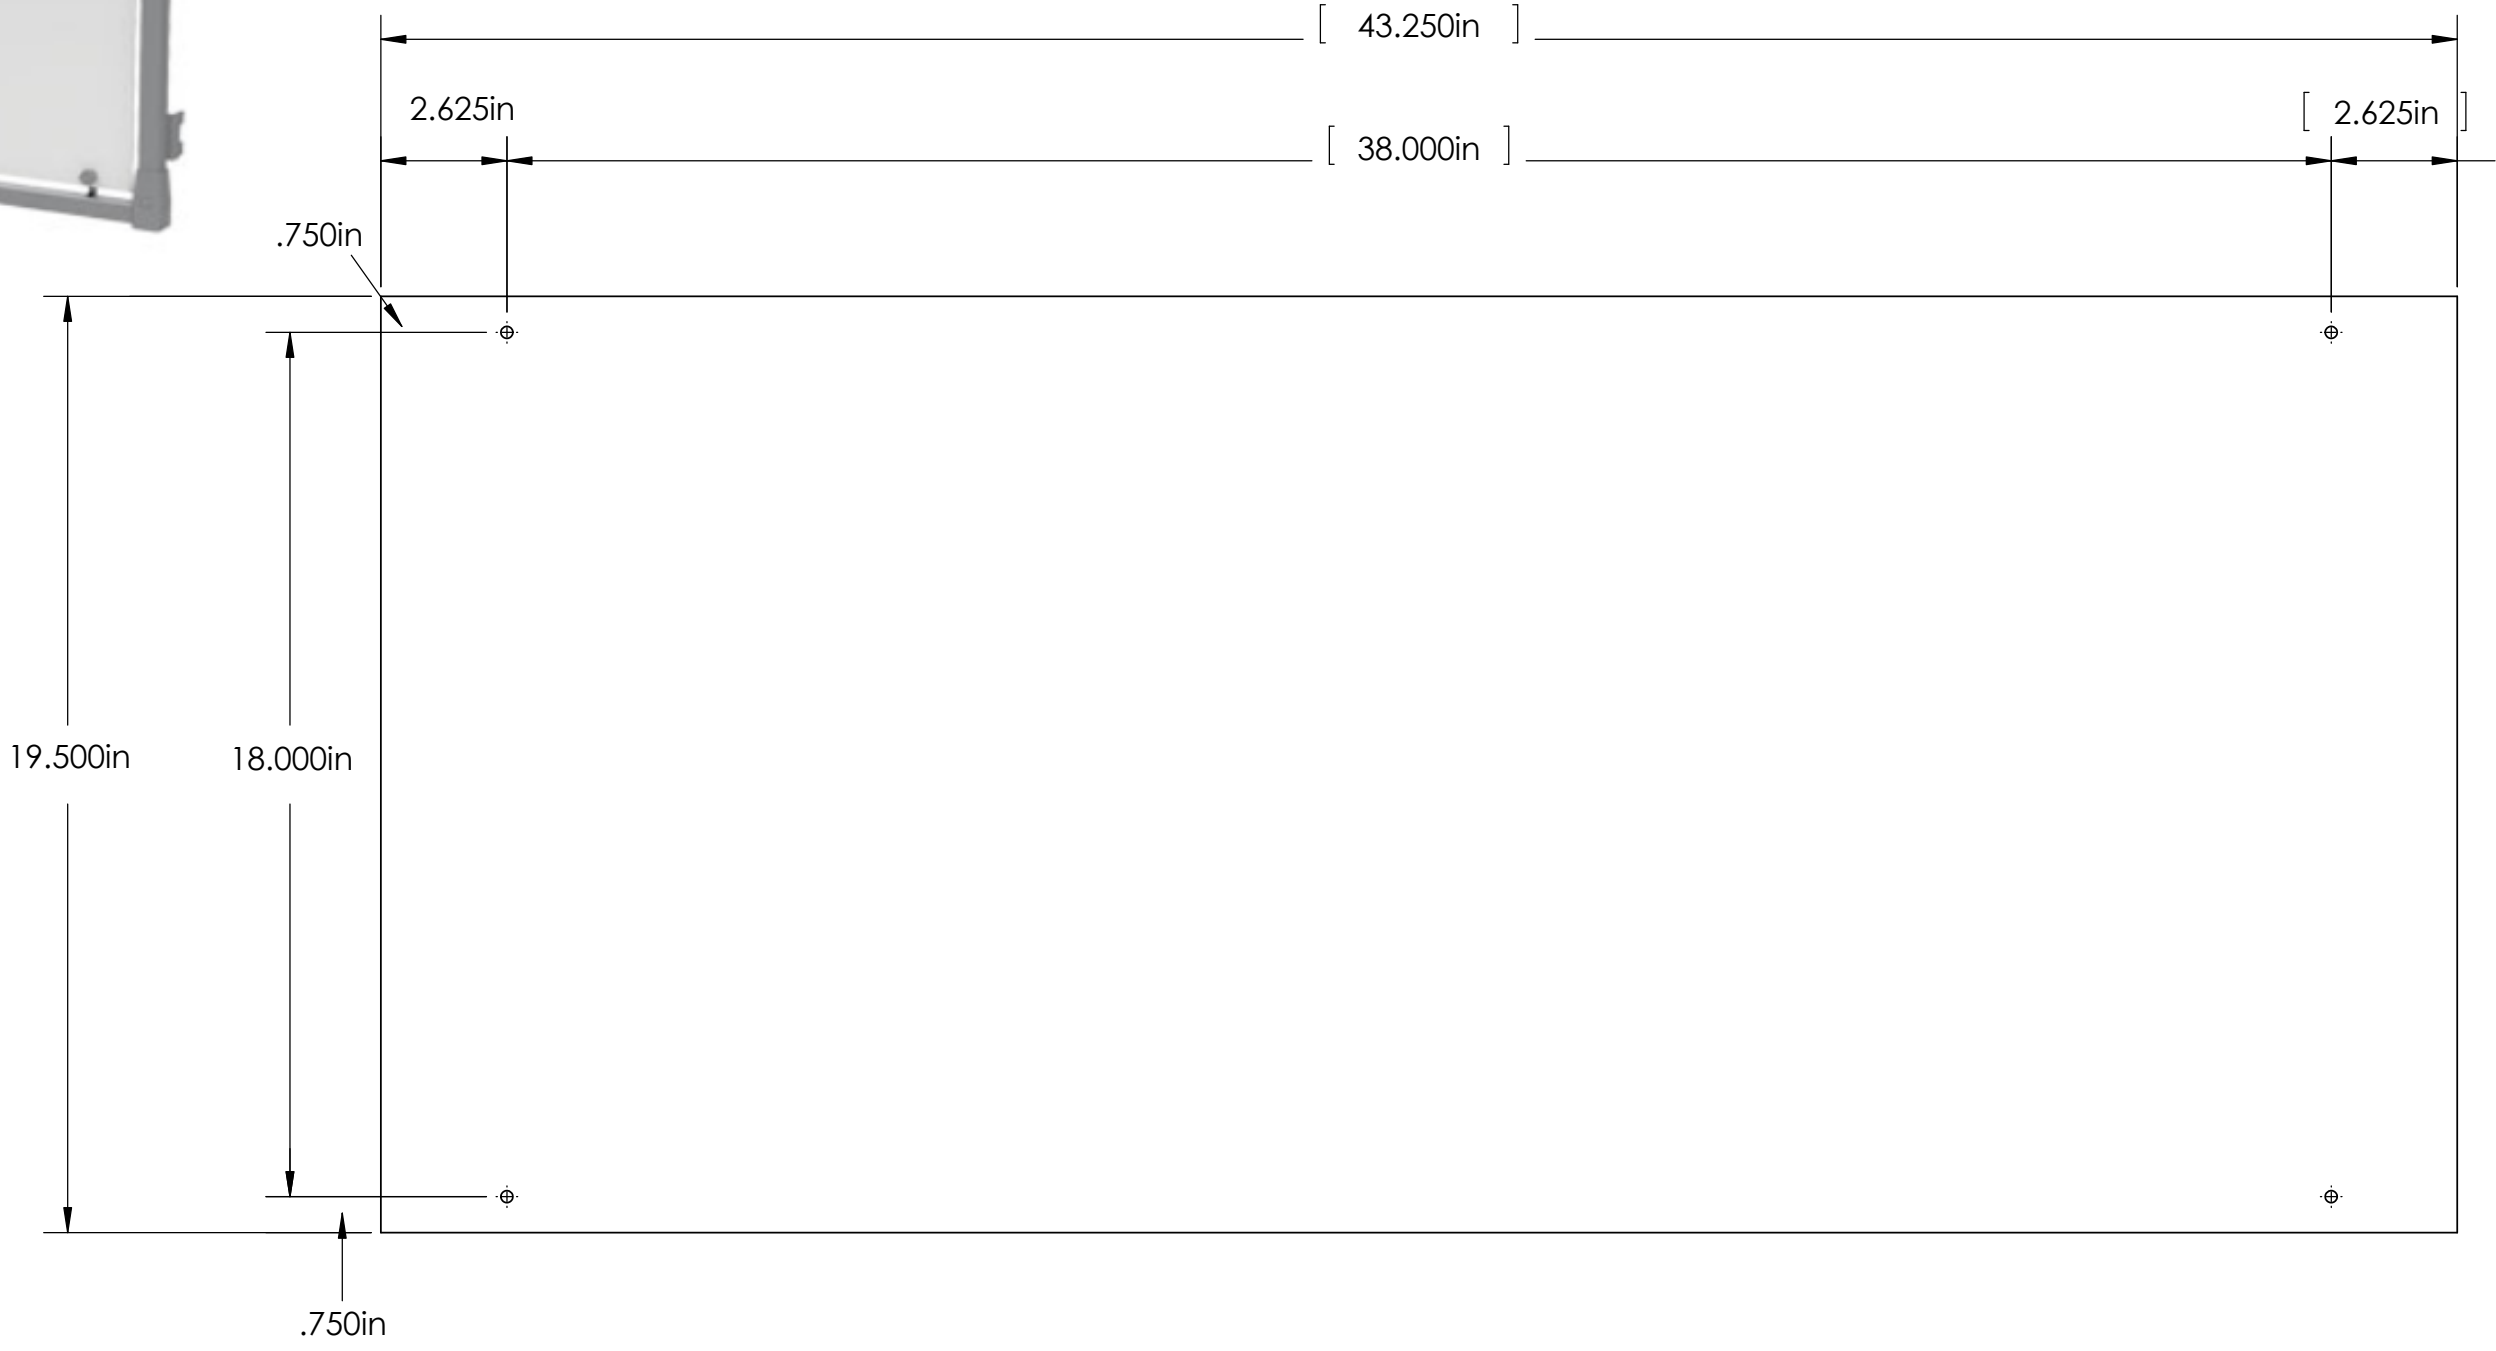 [ 43.250in ]
2.625in
[ 2.625in ]
[ 38.000in ]
.750in
19.500in
18.000in
.750in